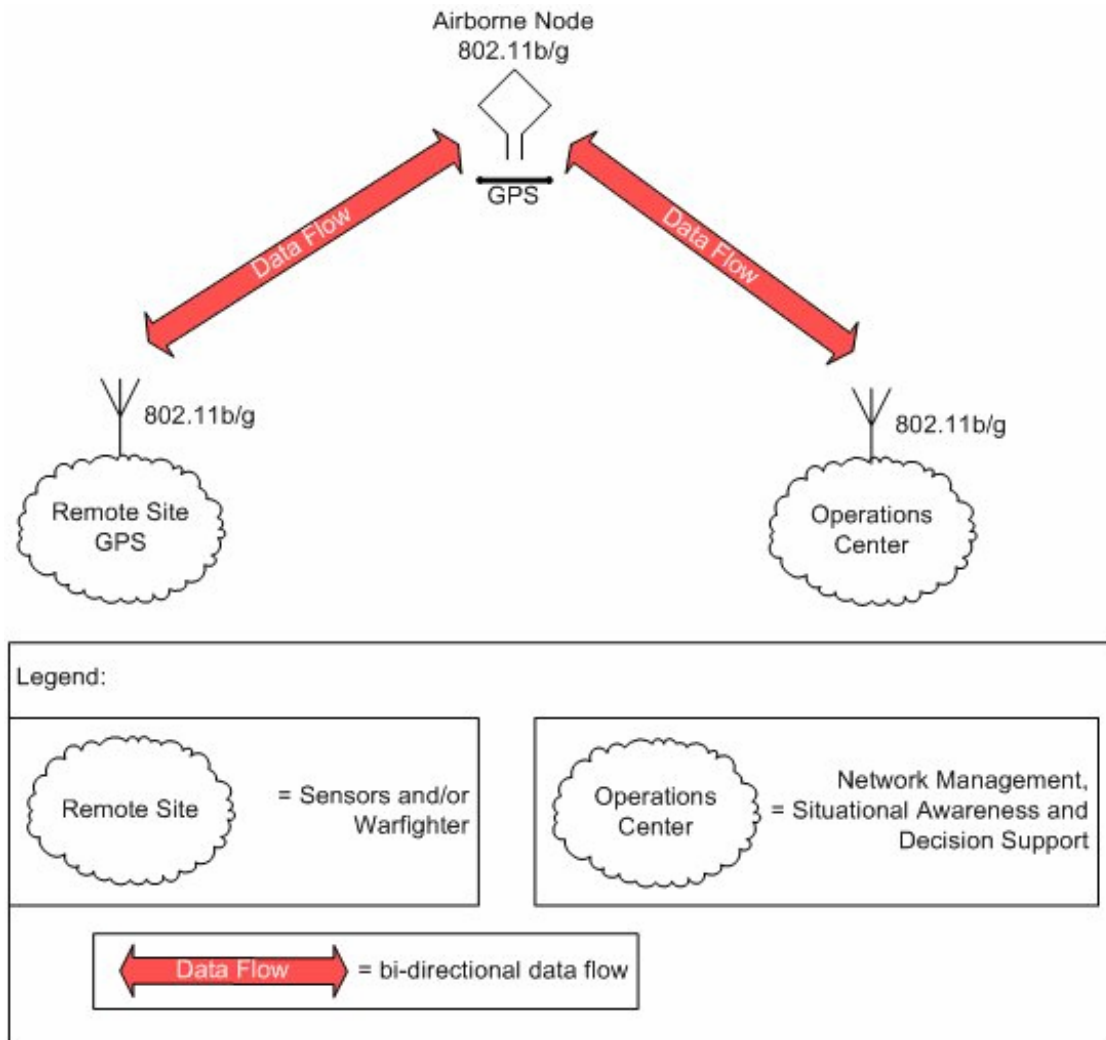 Airborne Node
802.11b/g
GPS
Data Flow
Data Flow
802.11b/g
802.11b/g
Remote Site
GPS
Operations
Center
Legend:
Remote Site
= Sensors and/or
Warfighter
Operations
Center
Network Management,
= Situational Awareness and
Decision Support
Data Flow
= bi-directional data flow